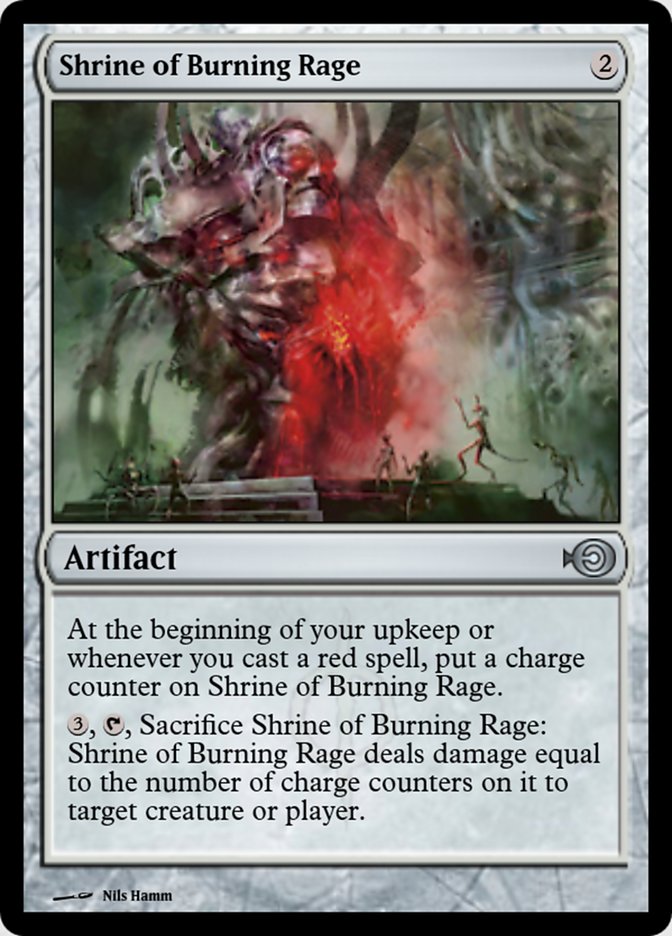 Shrine of Burning Rage 2
Artifact
At the beginning of your upkeep or
whenever you cast a red spell, put a charge
counter on Shrine of Burning Rage.
3, , Sacrifice Shrine of Burning Rage:
Shrine of Burning Rage deals damage equal
to the number of charge counters on it to
target creature or player.
Nils Hamm